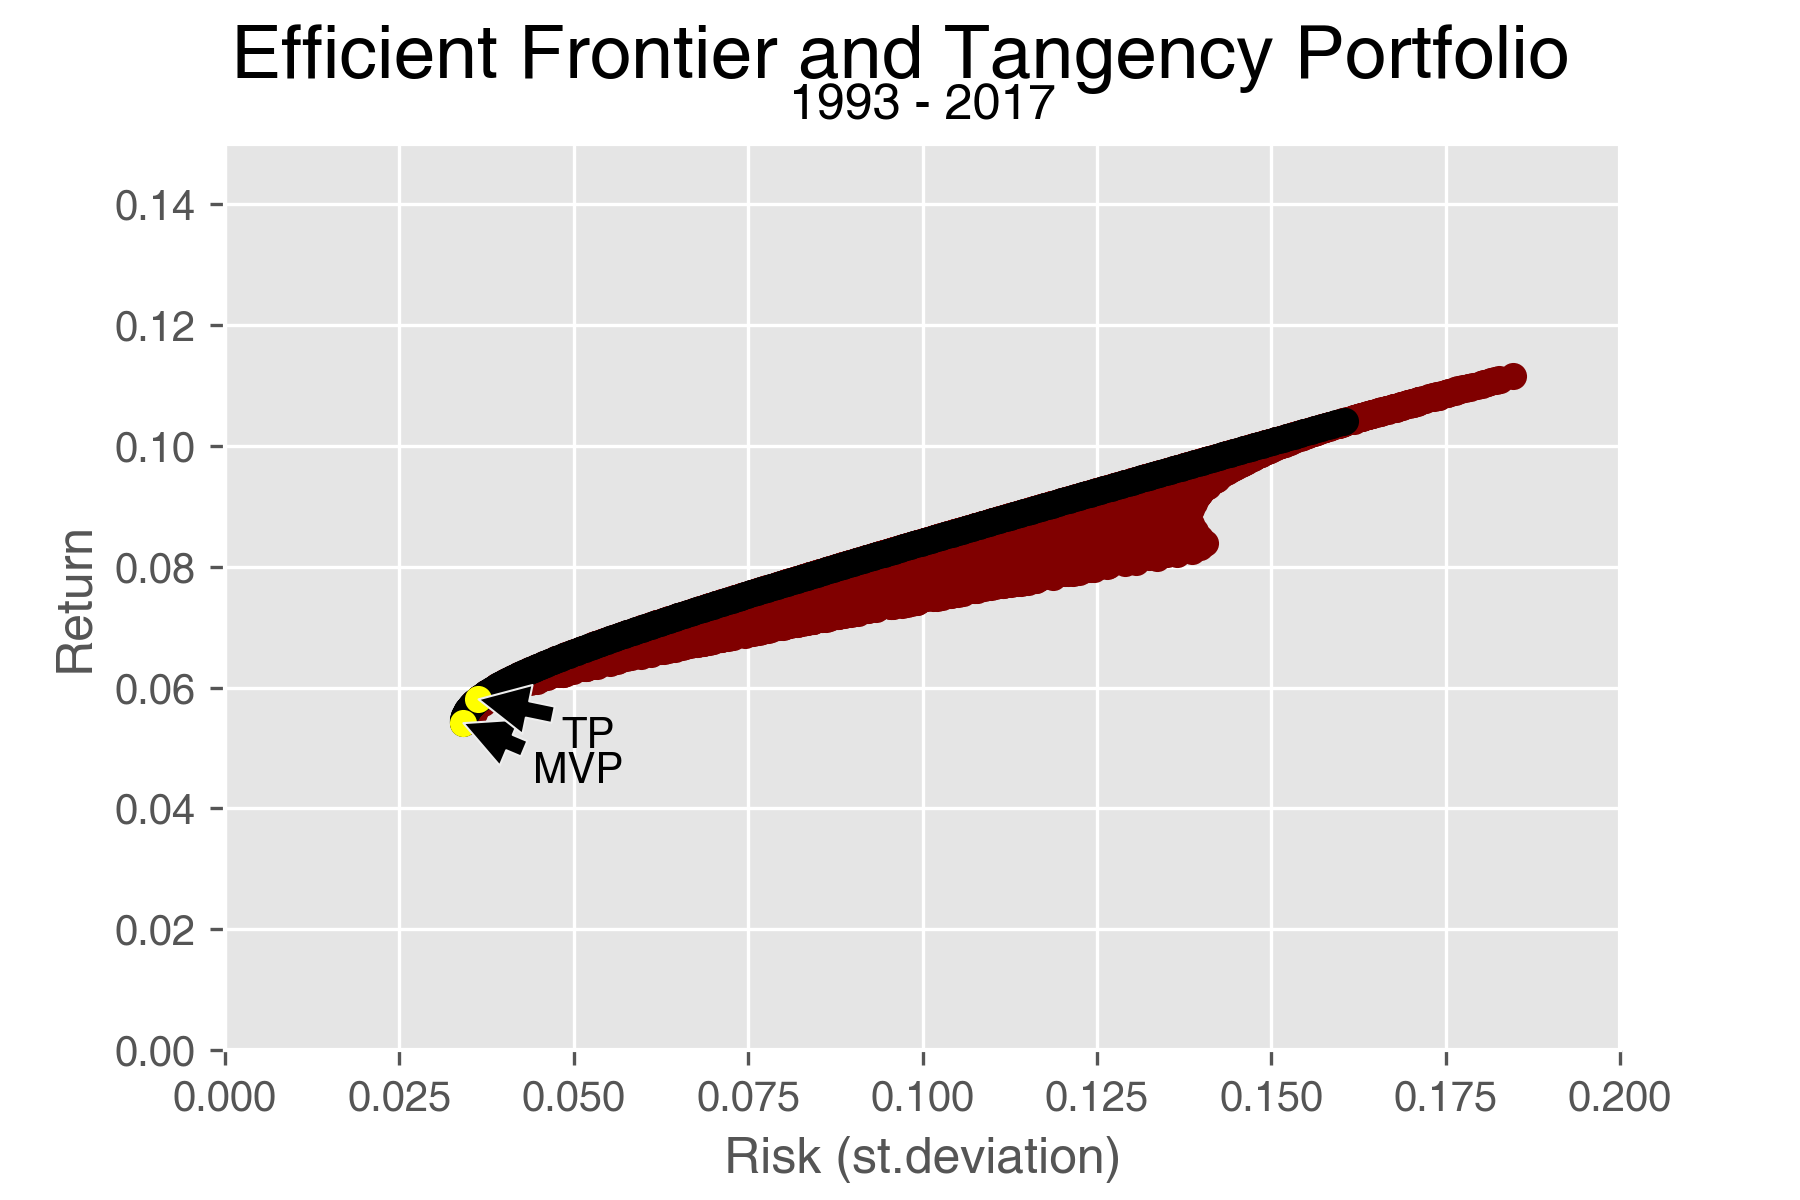 Efficient Frontier and Tangency Portfolio
1993 - 2017
0.14
0.12
0.10
0.08
0.06
0.04
0.02
0.00
Return
TP
MVP
0.000 0.025 0.050 0.075 0.100 0.125 0.150 0.175 0.200
Risk (st.deviation)